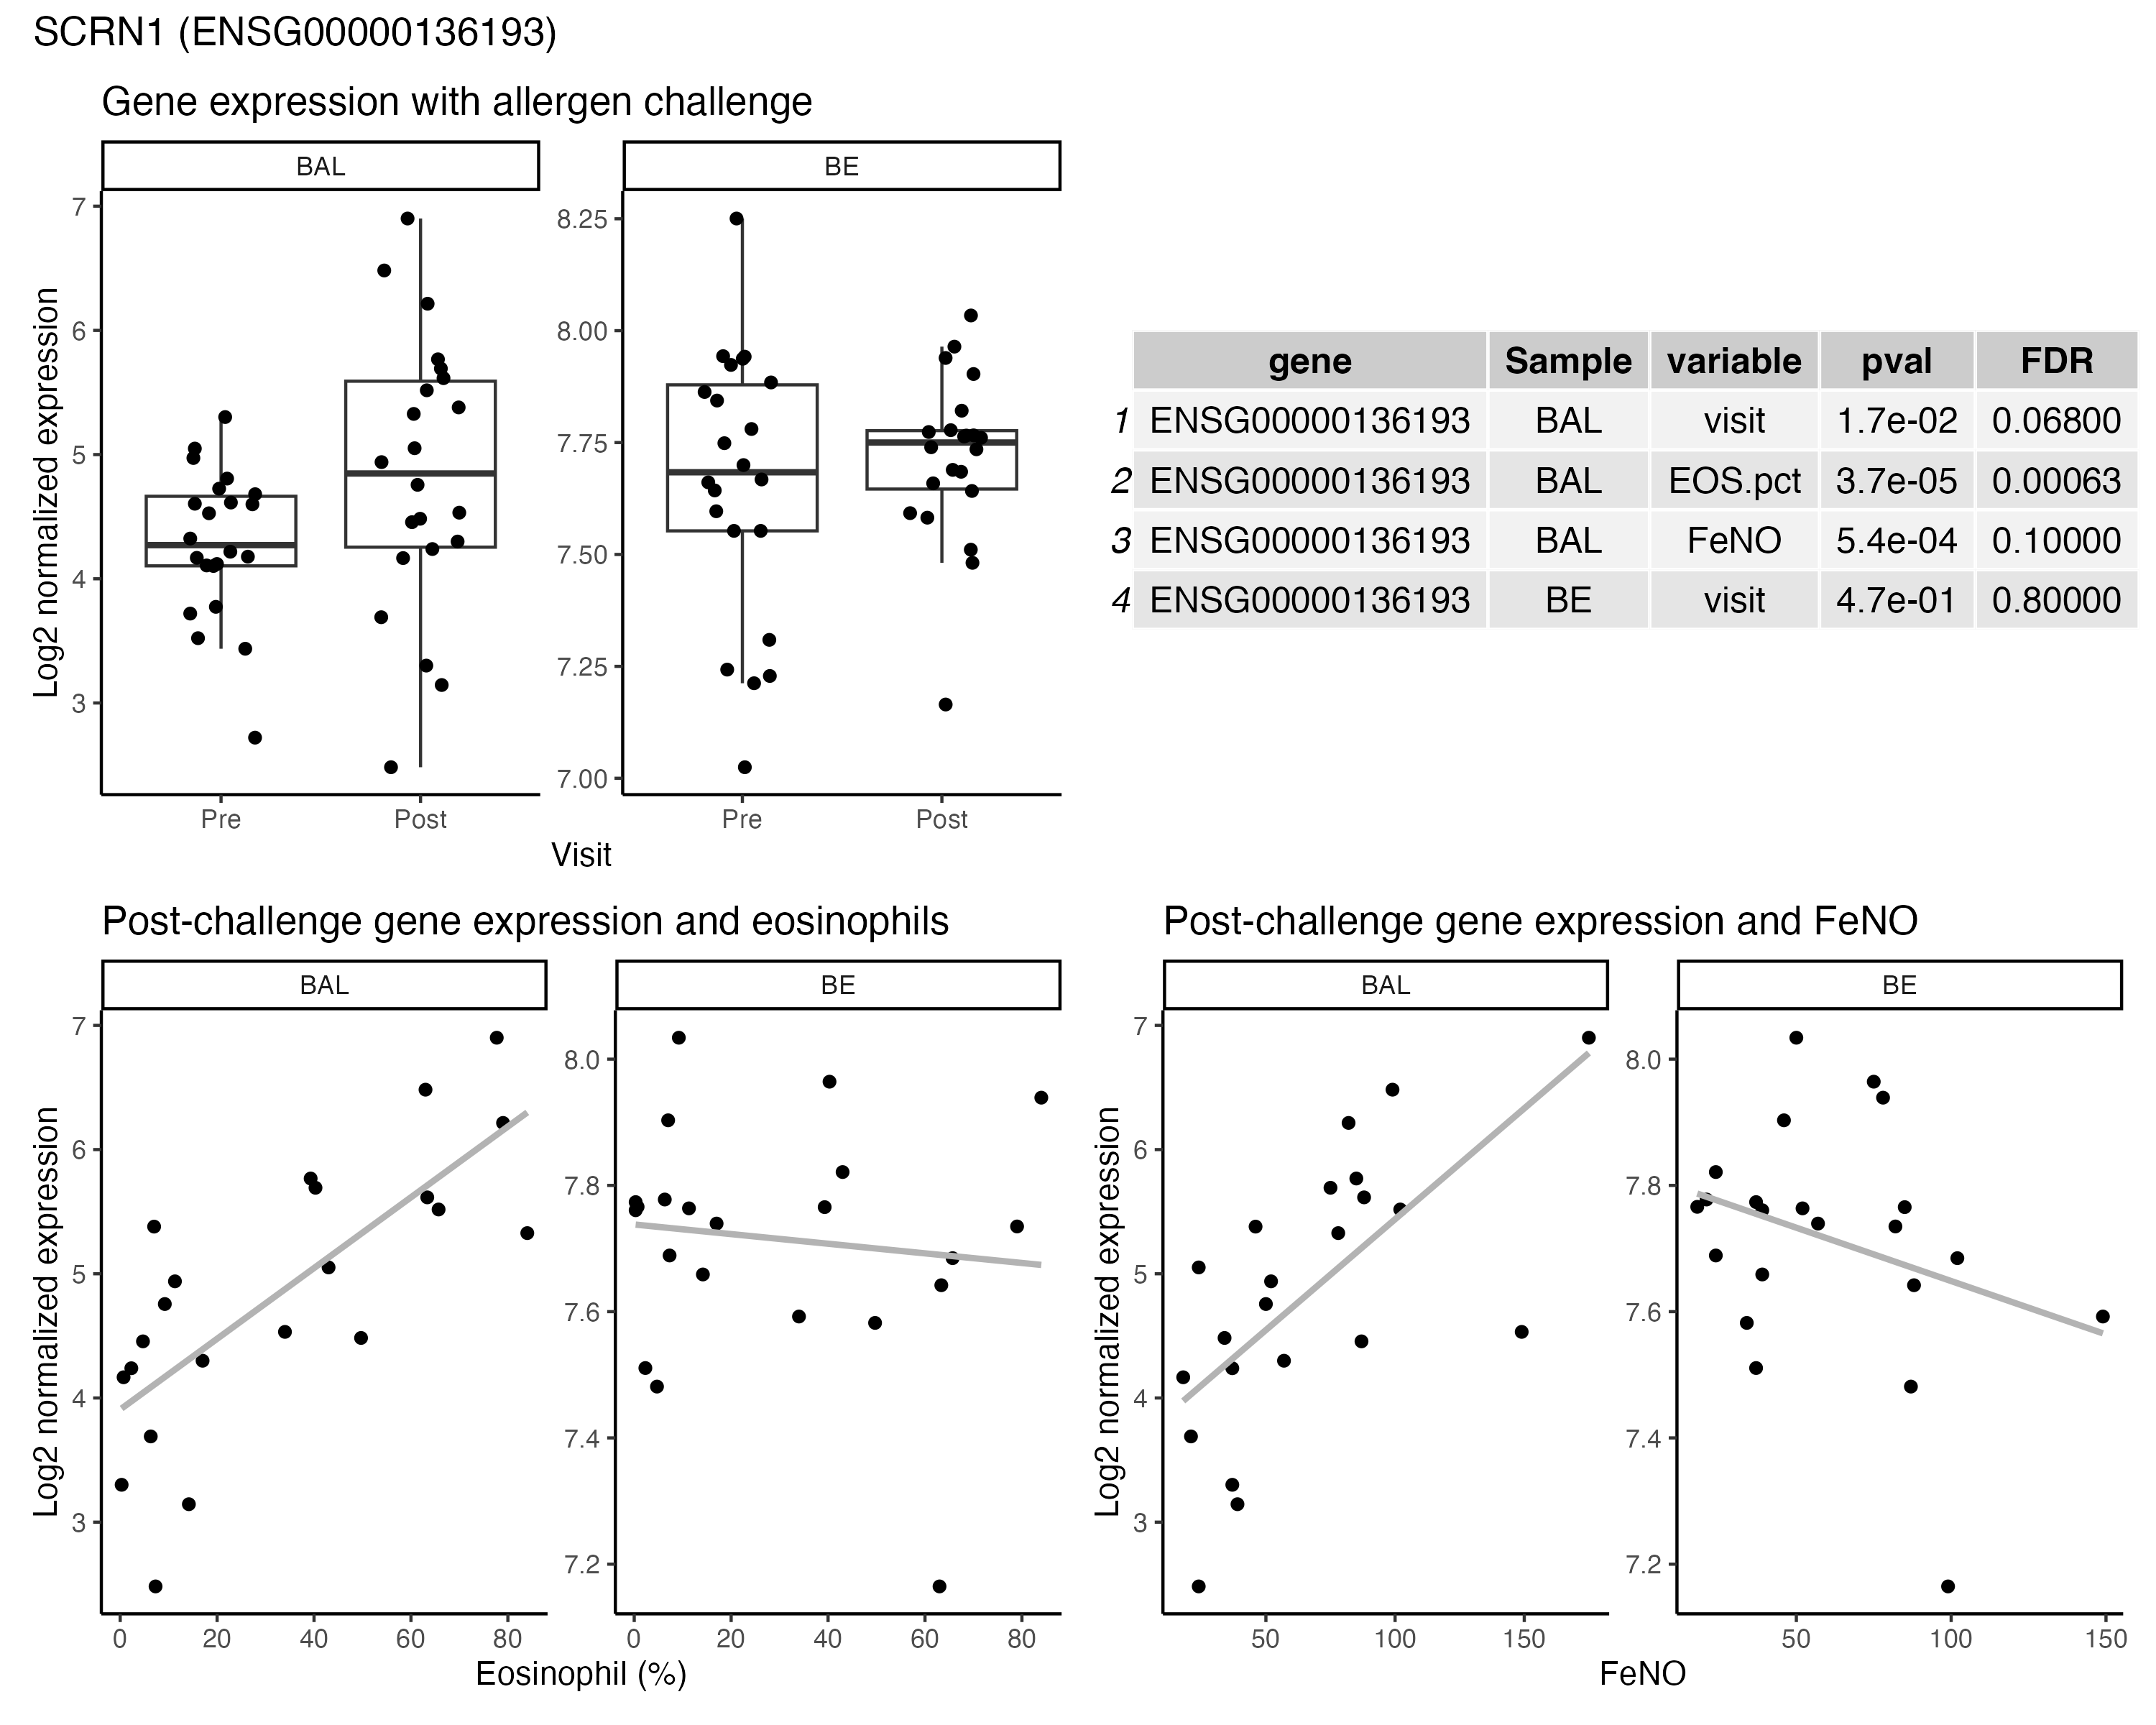 SCRN1 (ENSG00000136193)
Gene expression with allergen challenge
BAL
BE
Log2 normalized expression
7
6
5
4
3
8.25
8.00
7.75
7.50
7.25
7.00
Pre
Post
Pre
Post
Visit
gene Sample variable pval FDR
1 ENSG00000136193 BAL visit 1.7e-02 0.06800
2 ENSG00000136193 BAL EOS.pct 3.7e-05 0.00063
3 ENSG00000136193 BAL FeNO 5.4e-04 0.10000
4 ENSG00000136193 BE visit 4.7e-01 0.80000
Post-challenge gene expression and eosinophils
BAL
BE
Log2 normalized expression
7
6
5
4
3
8.0
7.8
7.6
7.4
7.2
0 20 40 60 80
0 20 40 60 80
Eosinophil (%)
Post-challenge gene expression and FeNO
BAL
BE
Log2 normalized expression
7
6
5
4
3
8.0
7.8
7.6
7.4
7.2
50 100 150
50 100 150
FeNO